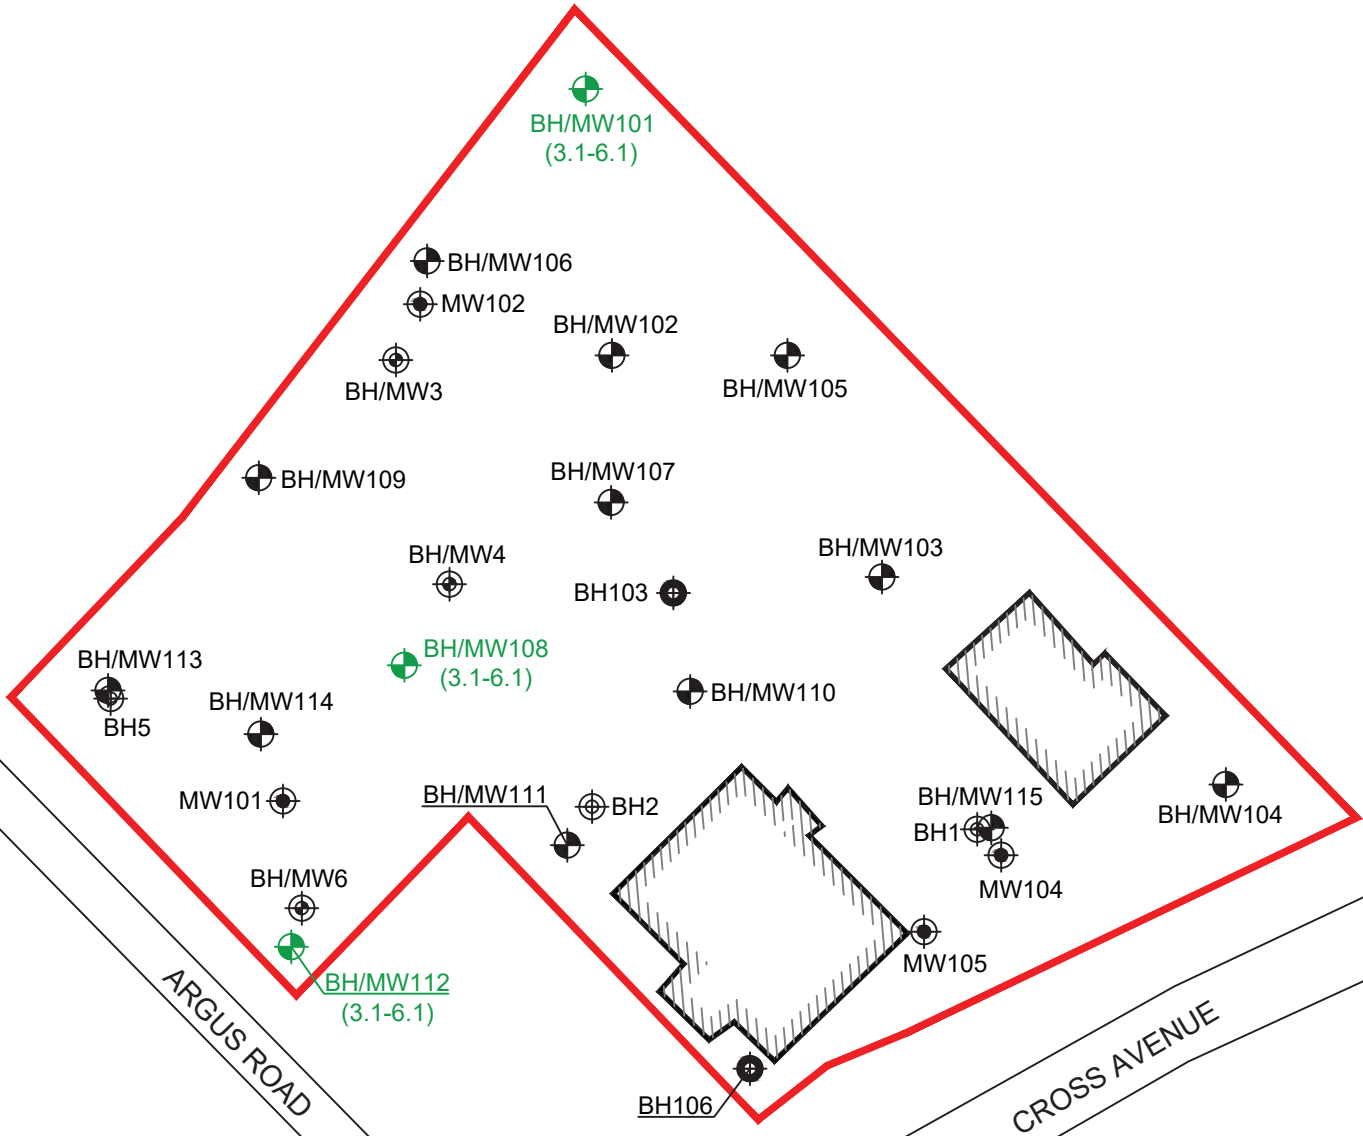 BH/MW101
(3.1-6.1)
BH/MW106
MW102
BH/MW102
BH/MW3
BH/MW105
BH/MW109
BH/MW107
BH/MW4
BH/MW103
BH103
BH/MW108
(3.1-6.1)
BH/MW113
BH5
BH/MW114
BH/MW110
MW101
BH/MW111
BH2
BH/MW115
BH1
BH/MW104
MW104
BH/MW6
MW105
BH/MW112
(3.1-6.1)
ARGUS ROAD
CROSS AVENUE
BH106